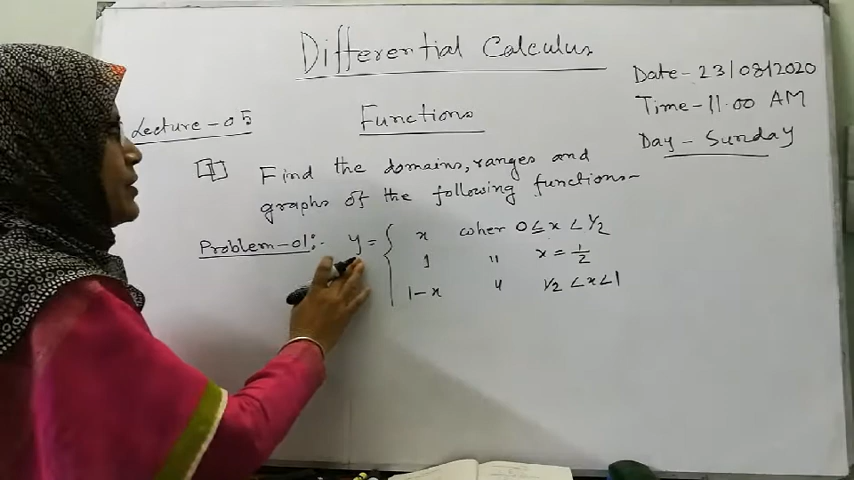 Differential Calculus
Date - 23/08/2020
Time - 11.00 AM
Day - Sunday
Lecture - 05
Functions
Find the domains, ranges and
graphs of the following functions-
Problem-01:- y = { x when 0 ≤ x < 1/2
1 " x = 1/2
1-x " 1/2 < x < 1